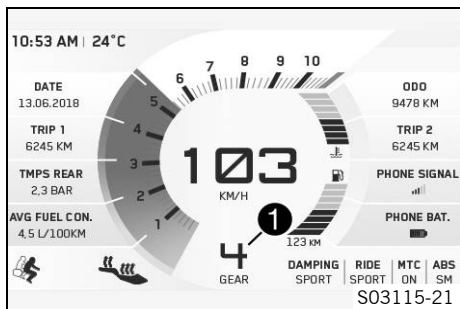 10:53 AM | 24°C
DATE
13.06.2018
TRIP 1
6245 KM
TMPS REAR
2,3 BAR
AVG FUEL CON.
4,5 L/100KM
1
2
3
4
5
6
7
8
9
10
103
KM/H
1
4
GEAR
123 KM
ODO
9478 KM
TRIP 2
6245 KM
PHONE SIGNAL
PHONE BAT.
DAMPING | RIDE | MTC | ABS
SPORT | SPORT | ON | SM
S03115-21